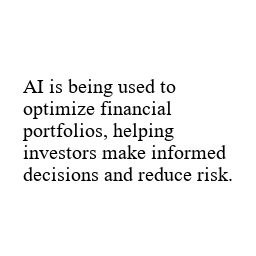 AI is being used to
optimize financial
portfolios, helping
investors make informed
decisions and reduce risk.